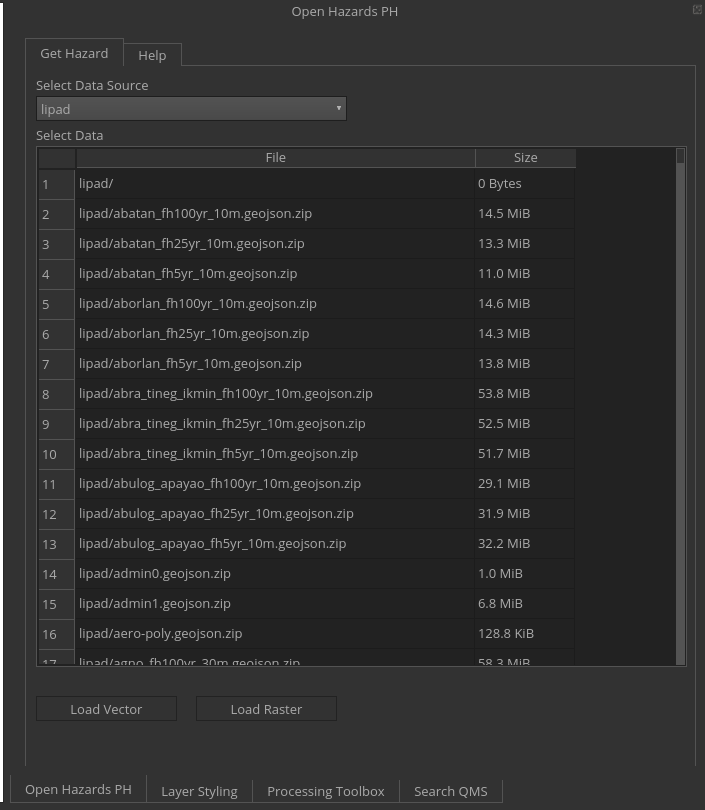 Open Hazards PH
Get Hazard Help
Select Data Source
lipad
Select Data
File Size
1 lipad/ 0 Bytes
2 lipad/abatan_fh100yr_10m.geojson.zip 14.5 MiB
3 lipad/abatan_fh25yr_10m.geojson.zip 13.3 MiB
4 lipad/abatan_fh5yr_10m.geojson.zip 11.0 MiB
5 lipad/aborlan_fh100yr_10m.geojson.zip 14.6 MiB
6 lipad/aborlan_fh25yr_10m.geojson.zip 14.3 MiB
7 lipad/aborlan_fh5yr_10m.geojson.zip 13.8 MiB
8 lipad/abra_tineg_ikmin_fh100yr_10m.geojson.zip 53.8 MiB
9 lipad/abra_tineg_ikmin_fh25yr_10m.geojson.zip 52.5 MiB
10 lipad/abra_tineg_ikmin_fh5yr_10m.geojson.zip 51.7 MiB
11 lipad/abulog_apayao_fh100yr_10m.geojson.zip 29.1 MiB
12 lipad/abulog_apayao_fh25yr_10m.geojson.zip 31.9 MiB
13 lipad/abulog_apayao_fh5yr_10m.geojson.zip 32.2 MiB
14 lipad/admin0.geojson.zip 1.0 MiB
15 lipad/admin1.geojson.zip 6.8 MiB
16 lipad/aero-poly.geojson.zip 128.8 KiB
17 lipad/agno_fh100yr_30m.geojson.zip 58.3 MiB
Load Vector Load Raster
Open Hazards PH Layer Styling Processing Toolbox Search QMS